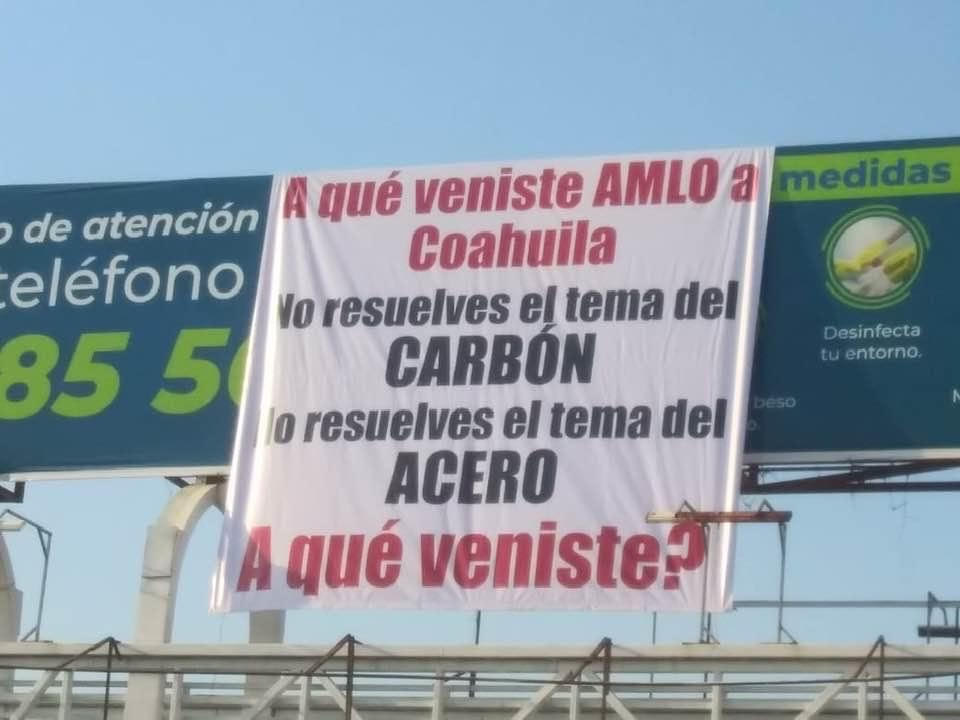 de atención
teléfono
85 5
A qué veniste AMLO a
Coahuila
No resuelves el tema del
CARBÓN
No resuelves el tema del
ACERO
A qué veniste?
medidas
Desinfecta
tu entorno.
beso